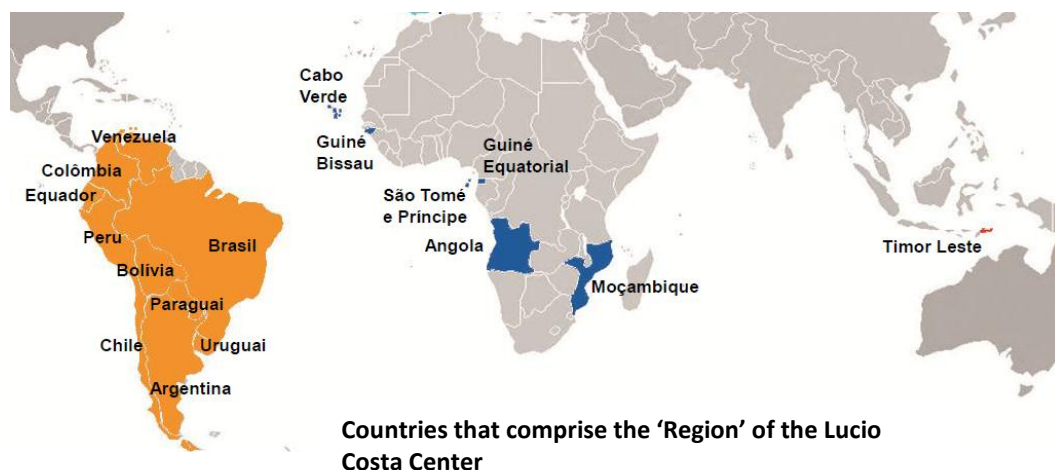 Cabo
Verde
Venezuela
Guiné
Bissau
Guiné
Equatorial
Colômbia
Equador
São Tomé
e Príncipe
Peru
Brasil
Angola
Timor Leste
Bolívia
Moçambique
Paraguai
Chile
Uruguai
Argentina
Countries that comprise the ‘Region’ of the Lucio
Costa Center